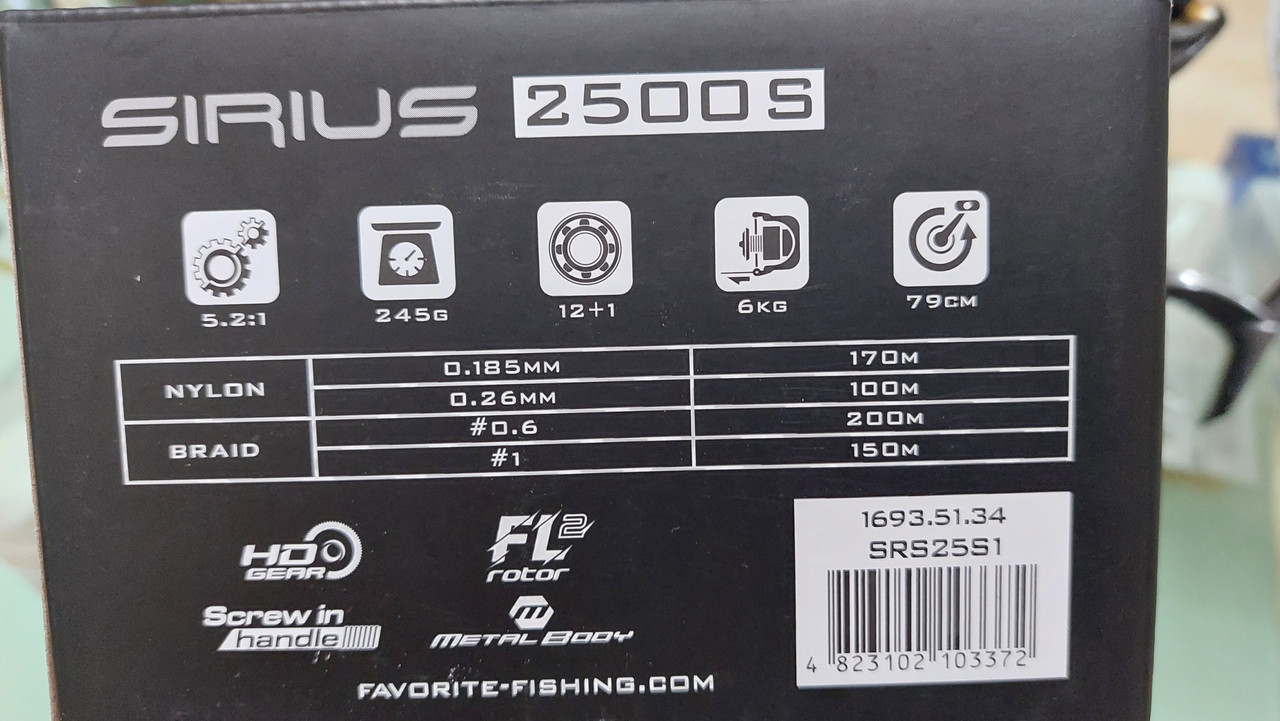 SIRIUS 2500S
5.2:1 245G 12+1 6KG 79CM
NYLON 0.185MM 170M
0.26MM 100M
BRAID #0.6 200M
#1 150M
HD GEAR
FL2 rotor
Screw in handle
METAL BODY
FAVORITE-FISHING.COM
1693.51.34
SRS25S1
4 823102 103372